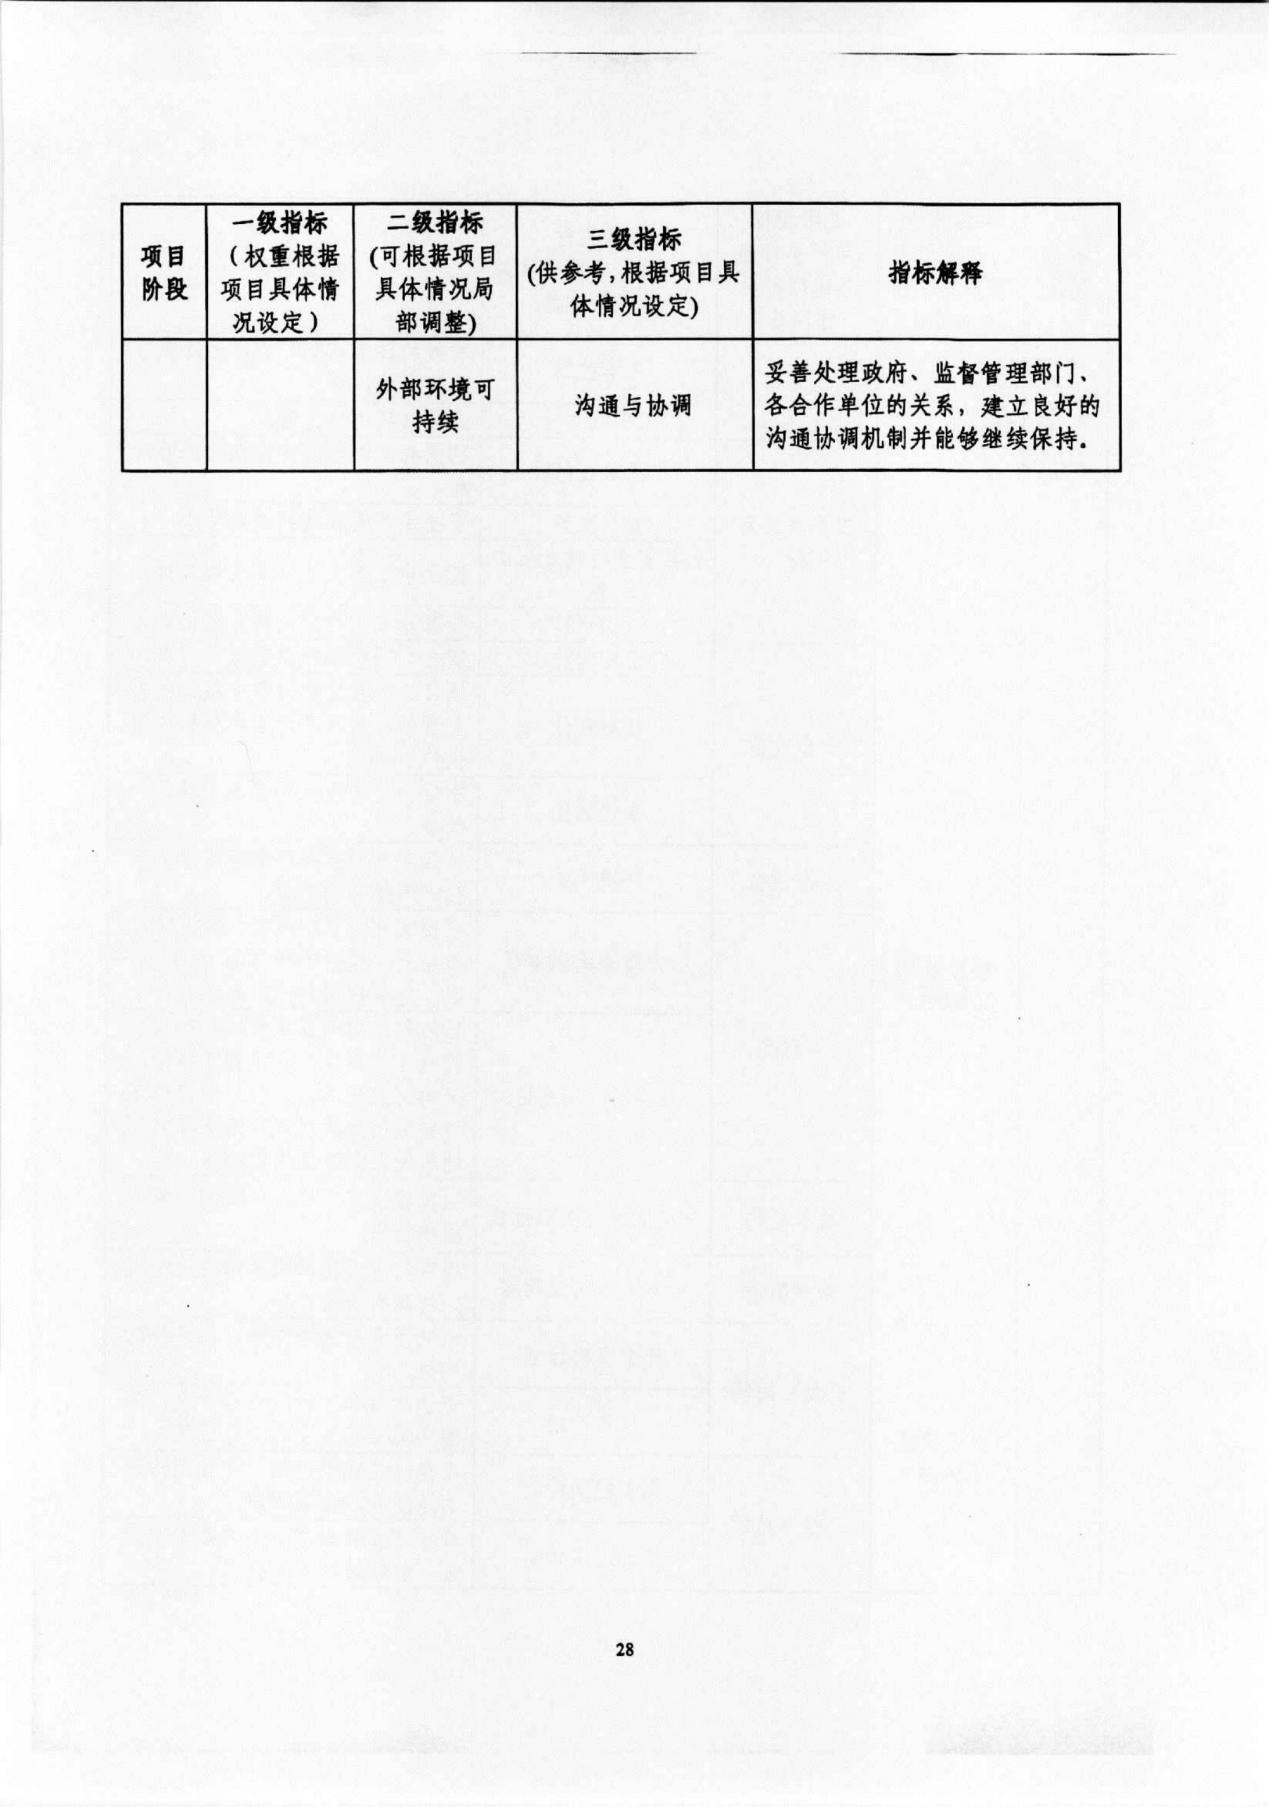 项目
阶段
一级指标
（权重根据
项目具体情
况设定）
二级指标
(可根据项目
具体情况局
部调整)
三级指标
(供参考,根据项目具
体情况设定)
指标解释
外部环境可
持续
沟通与协调
妥善处理政府、监督管理部门、
各合作单位的关系，建立良好的
沟通协调机制并能够继续保持。
28